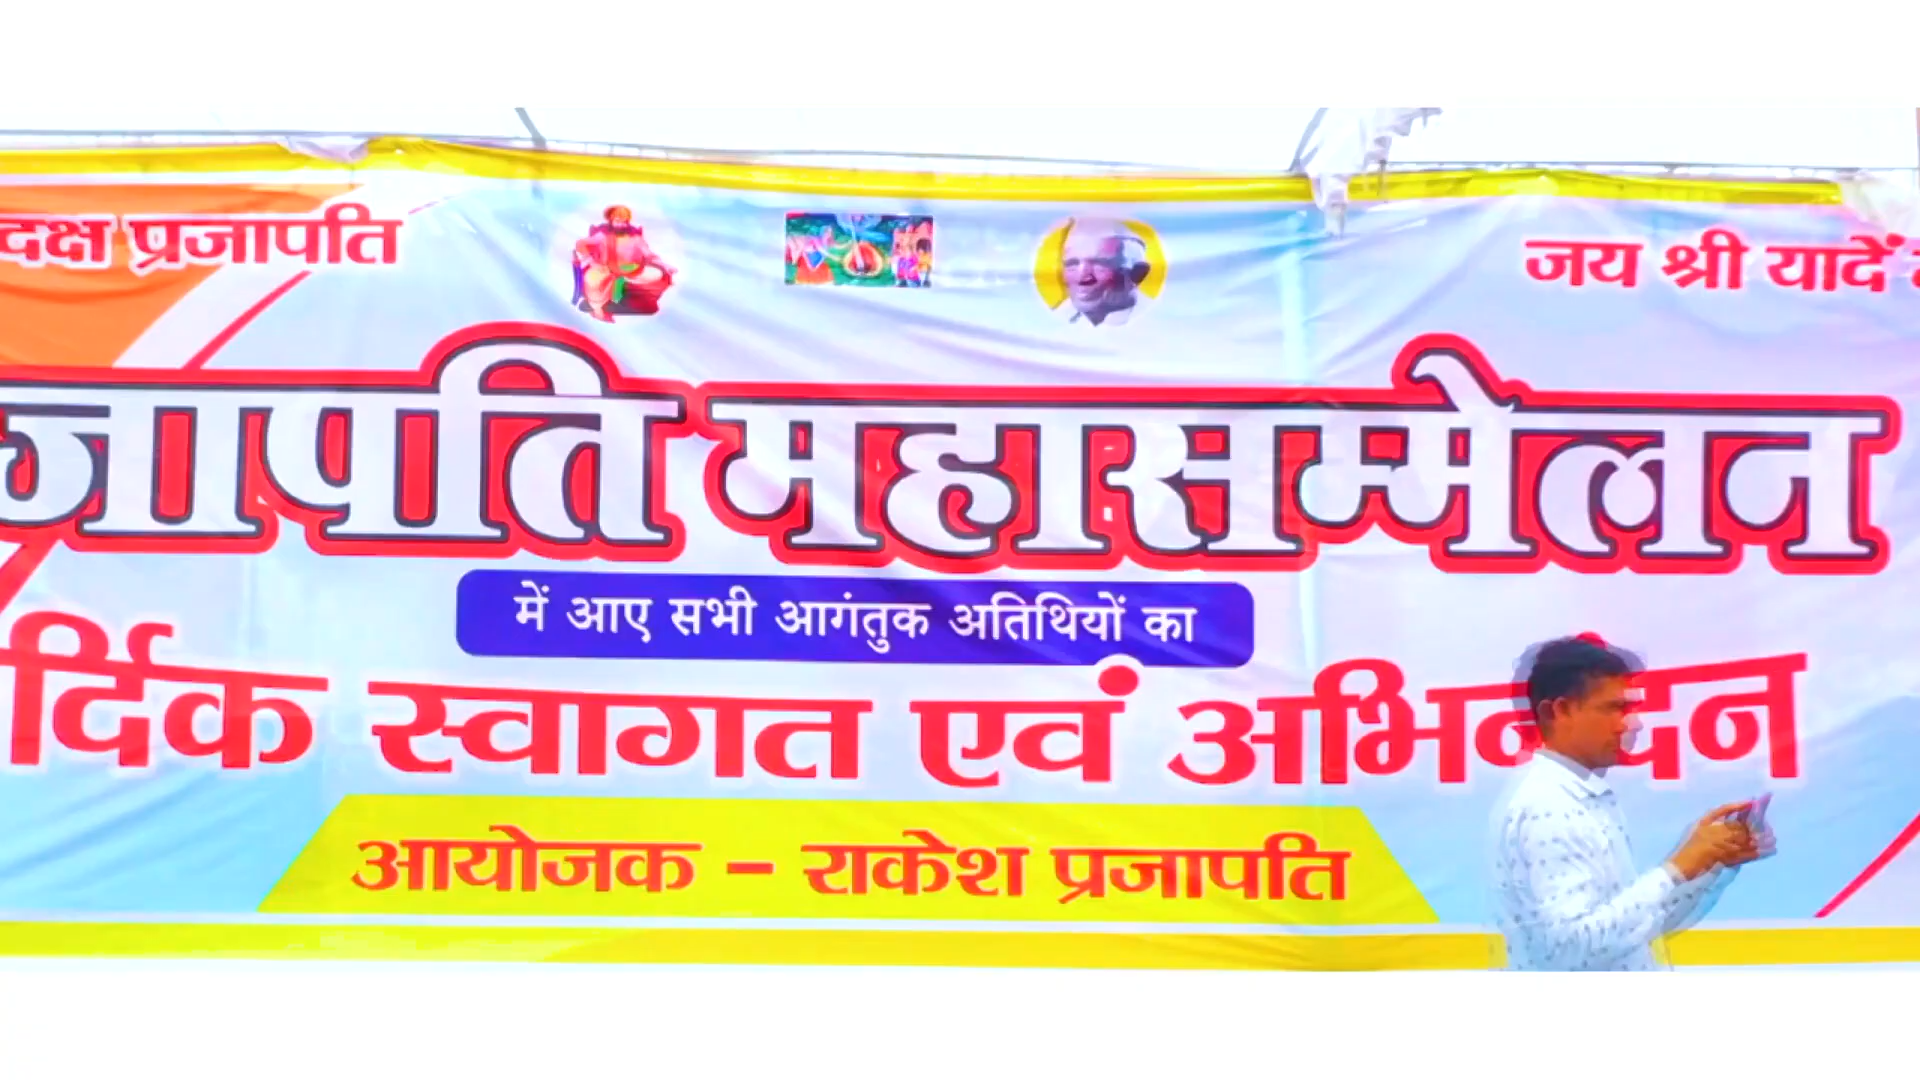 दक्ष प्रजापति
जय श्री यादें
जापति महासम्मेलन
में आए सभी आगंतुक अतिथियों का
र्दिक स्वागत एवं अभिनन्दन
आयोजक - राकेश प्रजापति